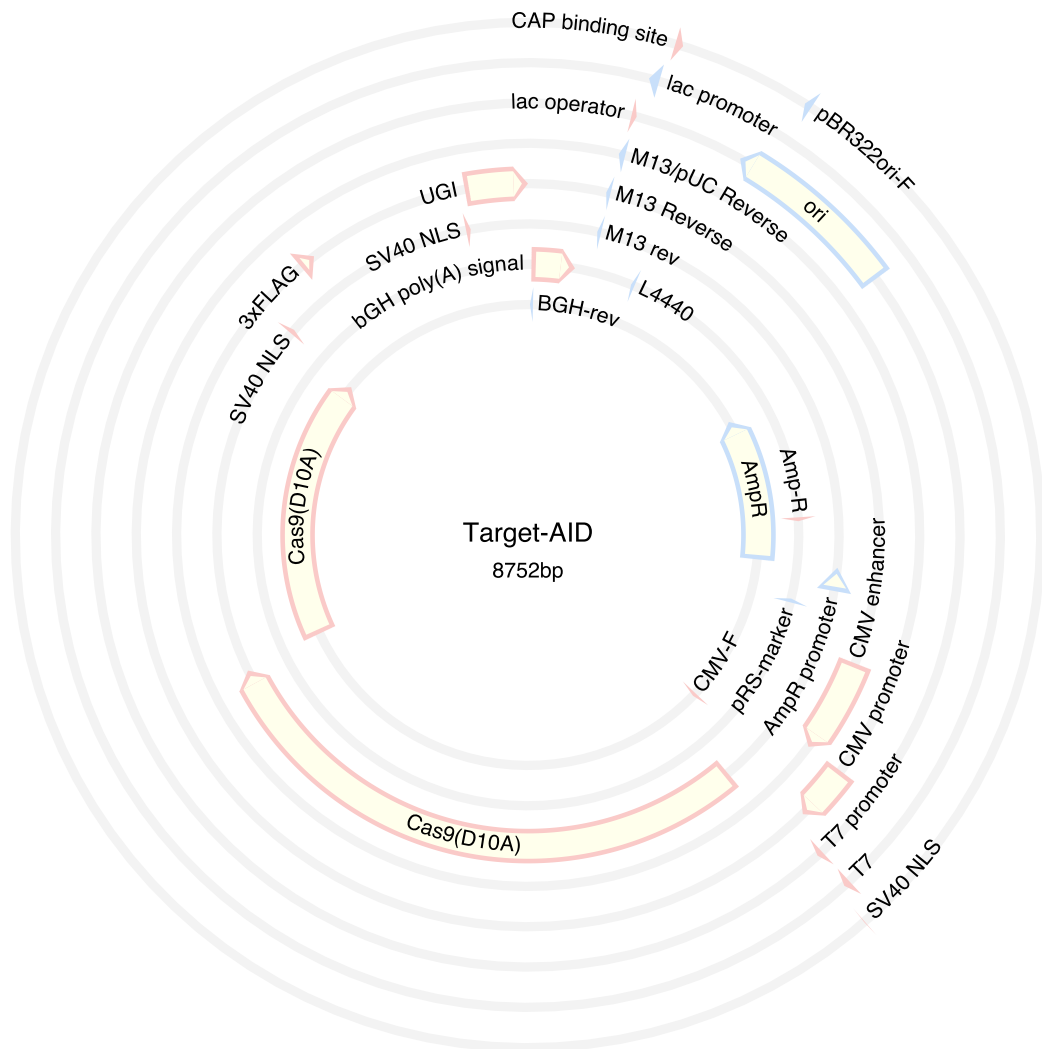 CAP binding site
lac promoter
pBR322ori-F
lac operator
M13/pUC Reverse
ori
UGI
M13 Reverse
SV40 NLS
M13 rev
3xFLAG
bGH poly(A) signal
L4440
BGH-rev
SV40 NLS
Cas9(D10A)
AmpR
Amp-R
Target-AID
8752bp
CMV enhancer
CMV-F
pRS-marker
AmpR promoter
CMV promoter
T7 promoter
T7
SV40 NLS
Cas9(D10A)